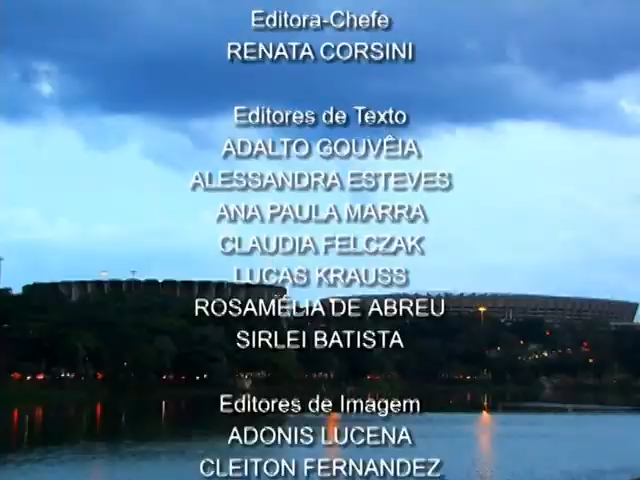 Editora-Chefe
RENATA CORSINI
Editores de Texto
ADALTO GOUVÊIA
ALESSANDRA ESTEVES
ANA PAULA MARRA
CLAUDIA FELCZAK
LUCAS KRAUSS
ROSAMÉLIA DE ABREU
SIRLEI BATISTA
Editores de Imagem
ADONIS LUCENA
CLEITON FERNANDEZ